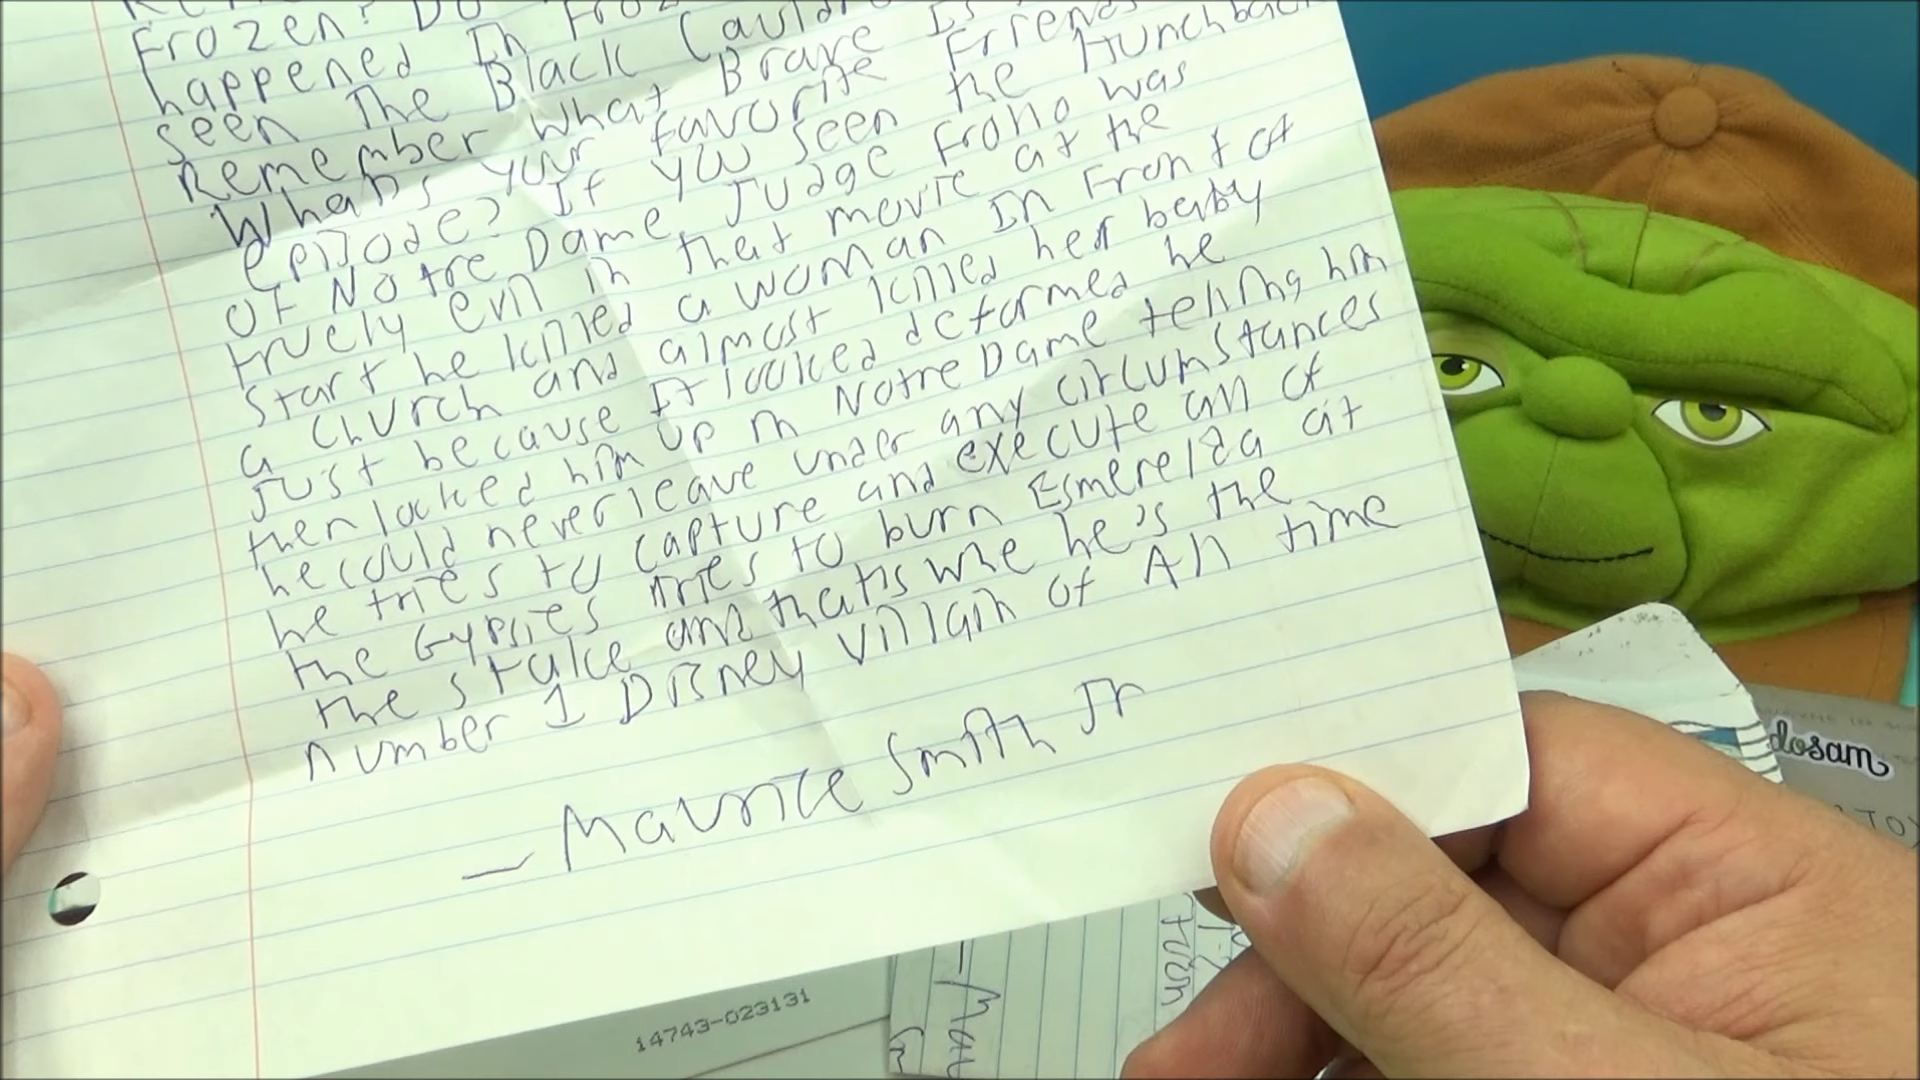 Frozen? Do
happened In Froz
seen The Black Cauldr
Remember what Brave Is
Whats your favorite Friends
episode? If you seen the Hunchback
of Notre Dame, Judge Frollo was
truely evil in that movie at the
start he killed a woman In Front of
a church and almost killed her baby
Just because It looked deformed he
then locked him up in Notre Dame telling him
he could never leave under any circumstances
he tries to capture and execute all of
the Gypsies tries to burn Esmerelda at
the stake and thats whe he's the
number 1 Disney Villain of All time
— Maurice Smith Jr
dosam
14743-023131